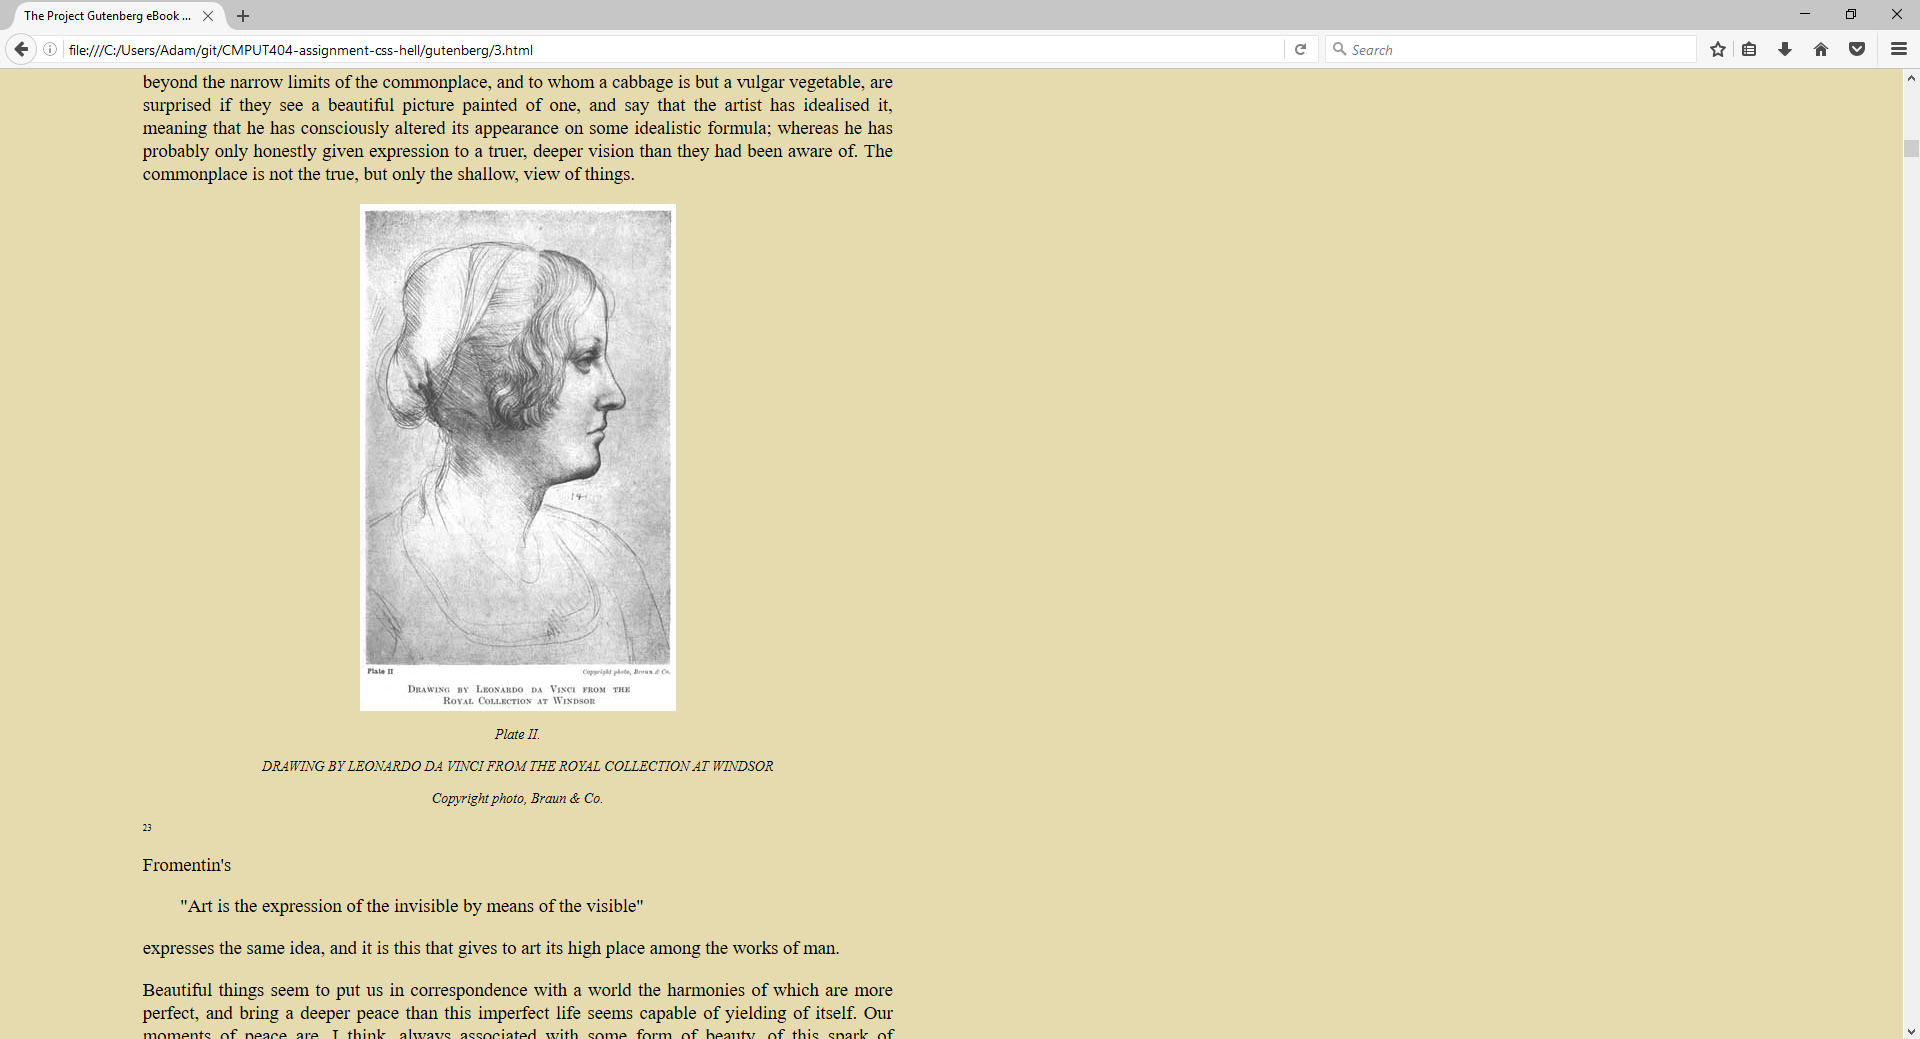 The Project Gutenberg eBook ...
file:///C:/Users/Adam/git/CMPUT404-assignment-css-hell/gutenberg/3.html
Search
beyond the narrow limits of the commonplace, and to whom a cabbage is but a vulgar vegetable, are
surprised if they see a beautiful picture painted of one, and say that the artist has idealised it,
meaning that he has consciously altered its appearance on some idealistic formula; whereas he has
probably only honestly given expression to a truer, deeper vision than they had been aware of. The
commonplace is not the true, but only the shallow, view of things.
Plate II
Copyright photo, Braun & Co.
Drawing by Leonardo da Vinci from the
Royal Collection at Windsor
Plate II.
DRAWING BY LEONARDO DA VINCI FROM THE ROYAL COLLECTION AT WINDSOR
Copyright photo, Braun & Co.
23
Fromentin's
"Art is the expression of the invisible by means of the visible"
expresses the same idea, and it is this that gives to art its high place among the works of man.
Beautiful things seem to put us in correspondence with a world the harmonies of which are more
perfect, and bring a deeper peace than this imperfect life seems capable of yielding of itself. Our
moments of peace are, I think, always associated with some form of beauty, of this spark of